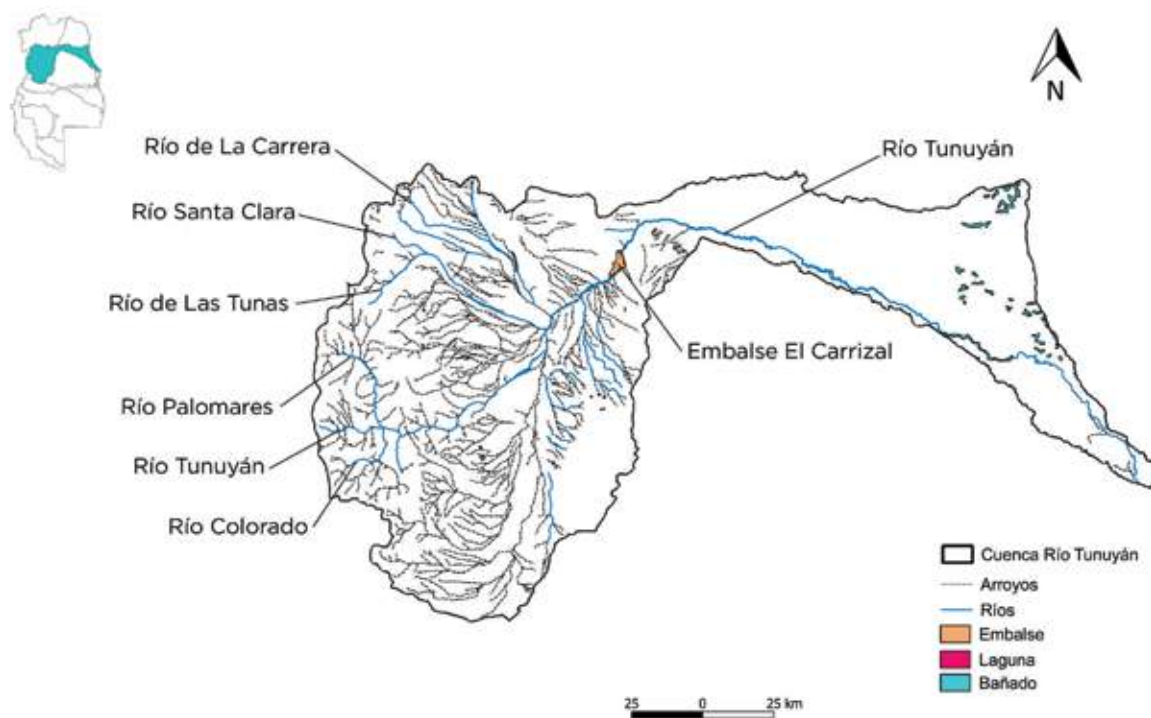 N
Río de La Carrera
Río Tunuyán
Río Santa Clara
Río de Las Tunas
Embalse El Carrizal
Río Palomares
Río Tunuyán
Río Colorado
Cuenca Río Tunuyán
Arroyos
Ríos
Embalse
Laguna
Bañado
25 0 25 km